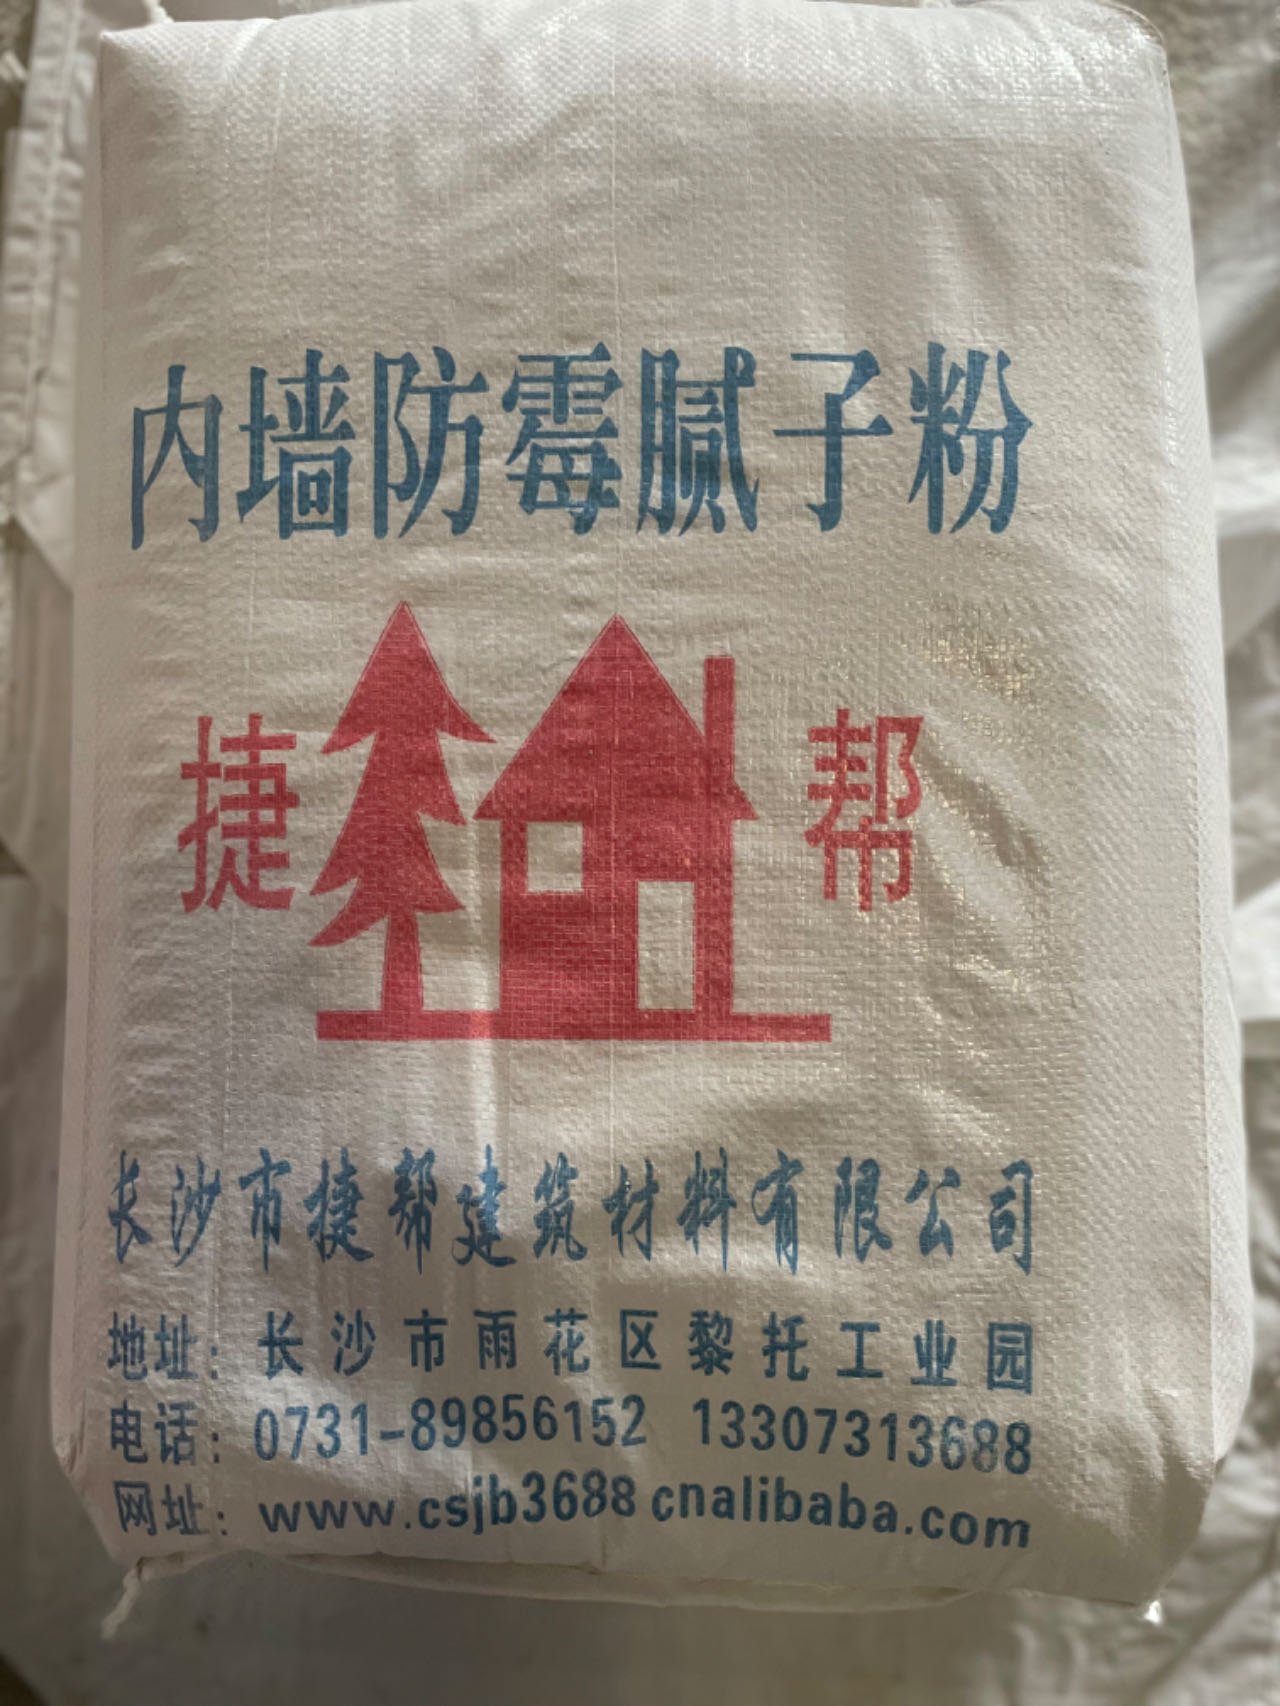 内墙防霉腻子粉
捷 帮
长沙市捷帮建筑材料有限公司
地址：长沙市雨花区黎托工业园
电话：0731-89856152 13307313688
网址：www.csjb3688 cnalibaba.com